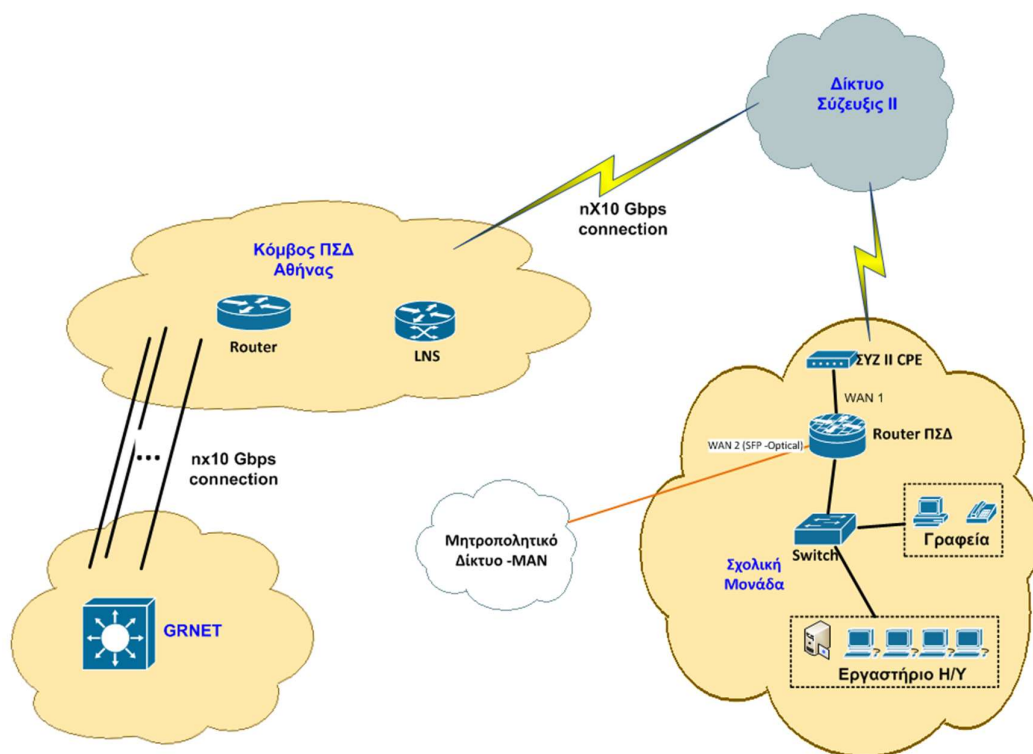 Δίκτυο
Σύζευξις ΙΙ
nX10 Gbps
connection
Κόμβος ΠΣΔ
Αθήνας
Router
LNS
ΣΥΖ ΙΙ CPE
WAN 1
Router ΠΣΔ
WAN 2 (SFP -Optical)
...
nx10 Gbps
connection
Μητροπολητικό
Δίκτυο -MAN
Switch
Γραφεία
Σχολική
Μονάδα
GRNET
Εργαστήριο Η/Υ